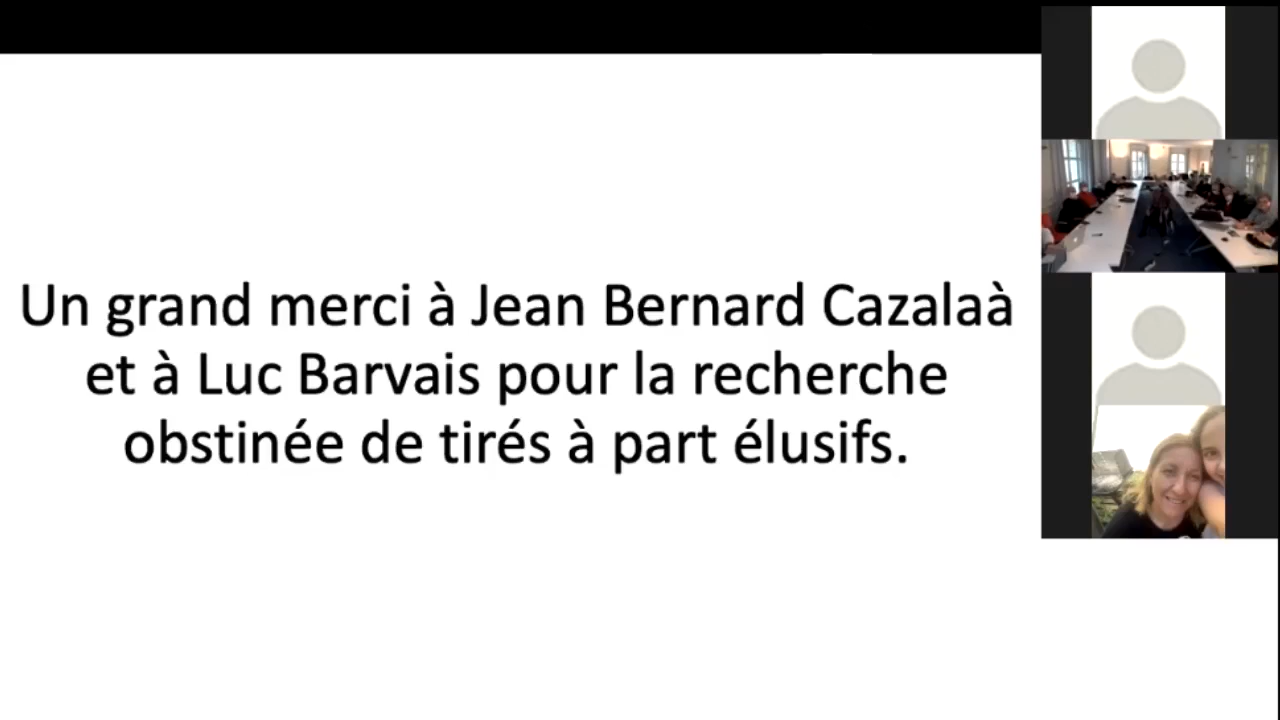 Un grand merci à Jean Bernard Cazalaà
et à Luc Barvais pour la recherche
obstinée de tirés à part élusifs.